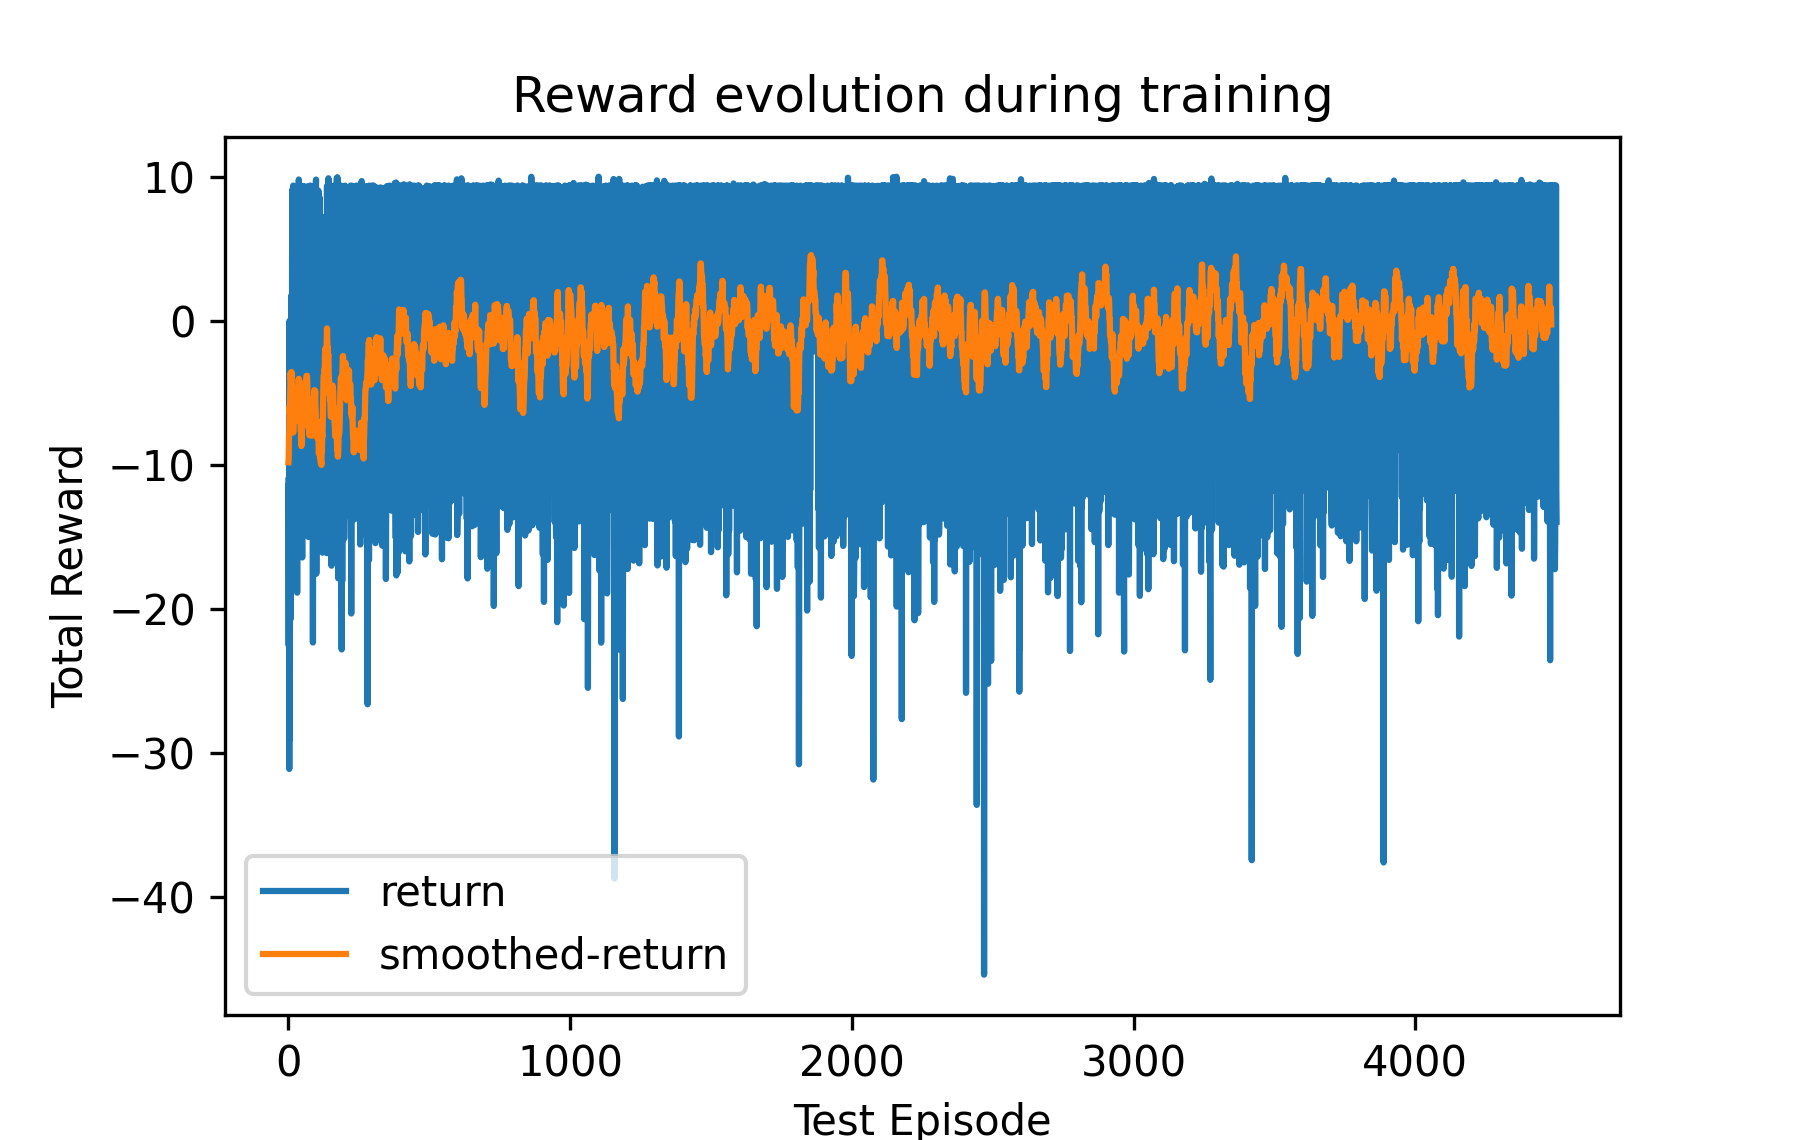 Reward evolution during training
10
0
−10
−20
−30
−40
Total Reward
return
smoothed-return
0 1000 2000 3000 4000
Test Episode